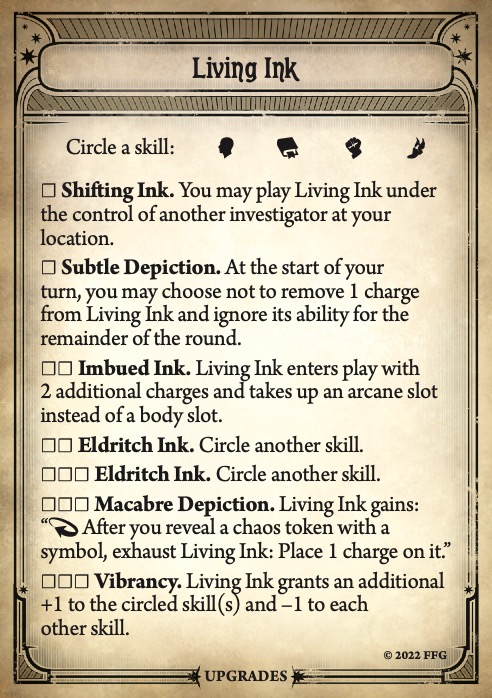 Living Ink
Circle a skill:
☐ Shifting Ink. You may play Living Ink under
the control of another investigator at your
location.
☐ Subtle Depiction. At the start of your
turn, you may choose not to remove 1 charge
from Living Ink and ignore its ability for the
remainder of the round.
☐☐ Imbued Ink. Living Ink enters play with
2 additional charges and takes up an arcane slot
instead of a body slot.
☐☐ Eldritch Ink. Circle another skill.
☐☐☐ Eldritch Ink. Circle another skill.
☐☐☐ Macabre Depiction. Living Ink gains:
“ After you reveal a chaos token with a
symbol, exhaust Living Ink: Place 1 charge on it.”
☐☐☐ Vibrancy. Living Ink grants an additional
+1 to the circled skill(s) and –1 to each
other skill.
© 2022 FFG
UPGRADES